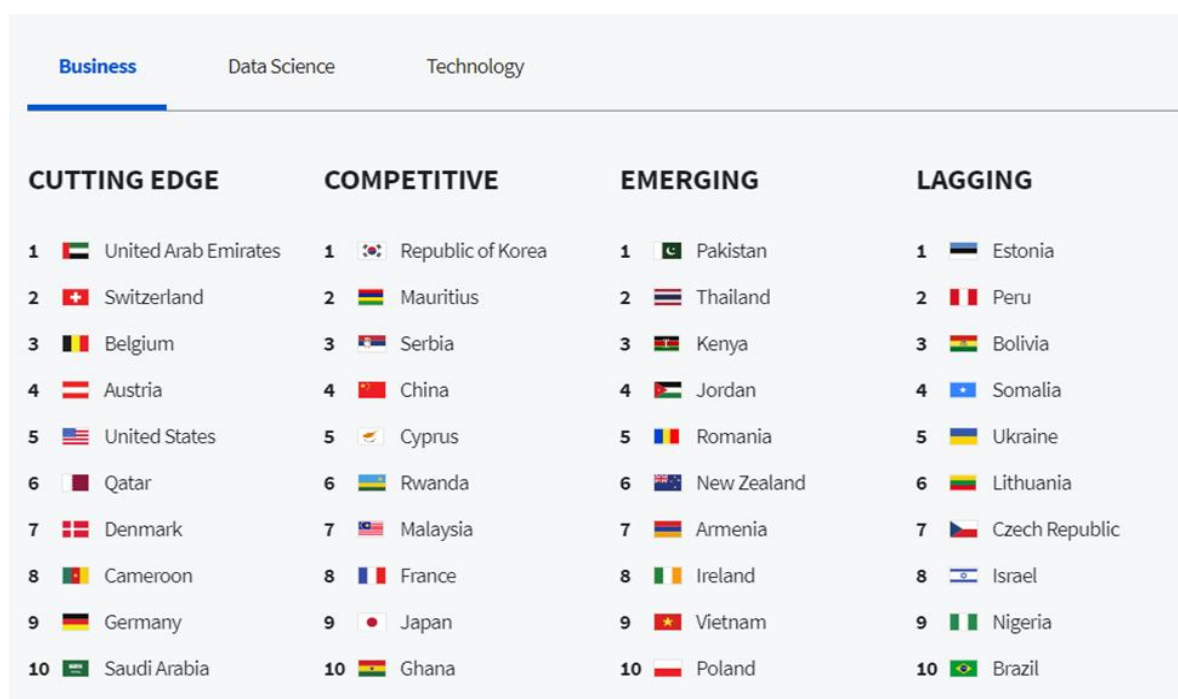 Business Data Science Technology
CUTTING EDGE COMPETITIVE EMERGING LAGGING
1 United Arab Emirates 1 Republic of Korea 1 Pakistan 1 Estonia
2 Switzerland 2 Mauritius 2 Thailand 2 Peru
3 Belgium 3 Serbia 3 Kenya 3 Bolivia
4 Austria 4 China 4 Jordan 4 Somalia
5 United States 5 Cyprus 5 Romania 5 Ukraine
6 Qatar 6 Rwanda 6 New Zealand 6 Lithuania
7 Denmark 7 Malaysia 7 Armenia 7 Czech Republic
8 Cameroon 8 France 8 Ireland 8 Israel
9 Germany 9 Japan 9 Vietnam 9 Nigeria
10 Saudi Arabia 10 Ghana 10 Poland 10 Brazil